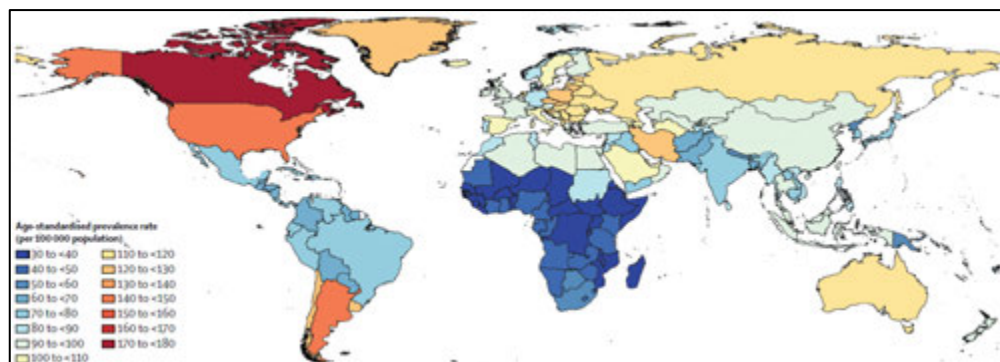 Age-standardised prevalence rate
(per 100 000 population)
30 to <40
40 to <50
50 to <60
60 to <70
70 to <80
80 to <90
90 to <100
100 to <110
110 to <120
120 to <130
130 to <140
140 to <150
150 to <160
160 to <170
170 to <180